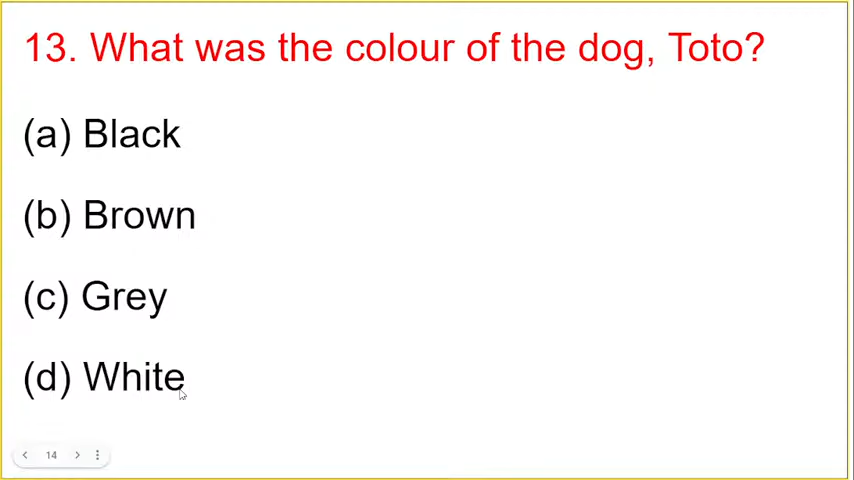 13. What was the colour of the dog, Toto?
(a) Black
(b) Brown
(c) Grey
(d) White
14